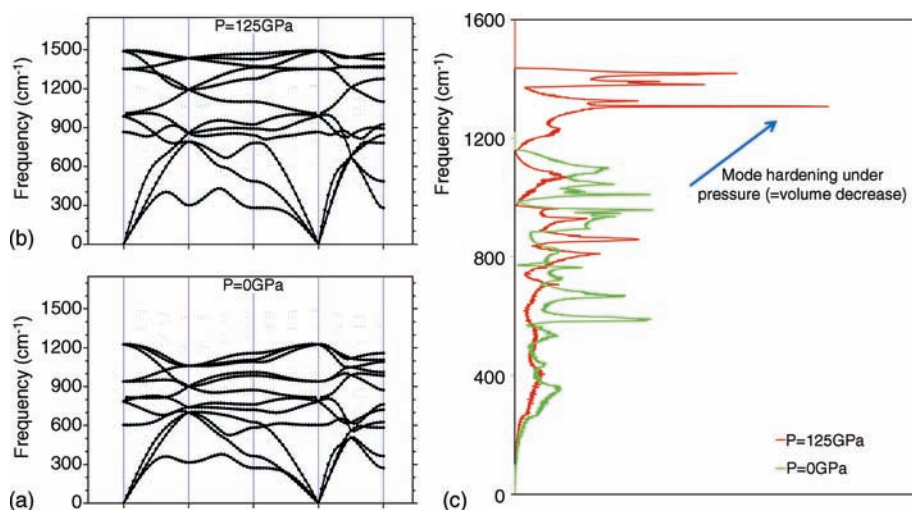 P=125GPa
Frequency (cm-1)
1500
1200
900
600
300
0
(b)
P=0GPa
Frequency (cm-1)
1500
1200
900
600
300
0
(a)
1600
1200
800
400
0
Frequency (cm-1)
Mode hardening under
pressure (=volume decrease)
P=125GPa
P=0GPa
(c)